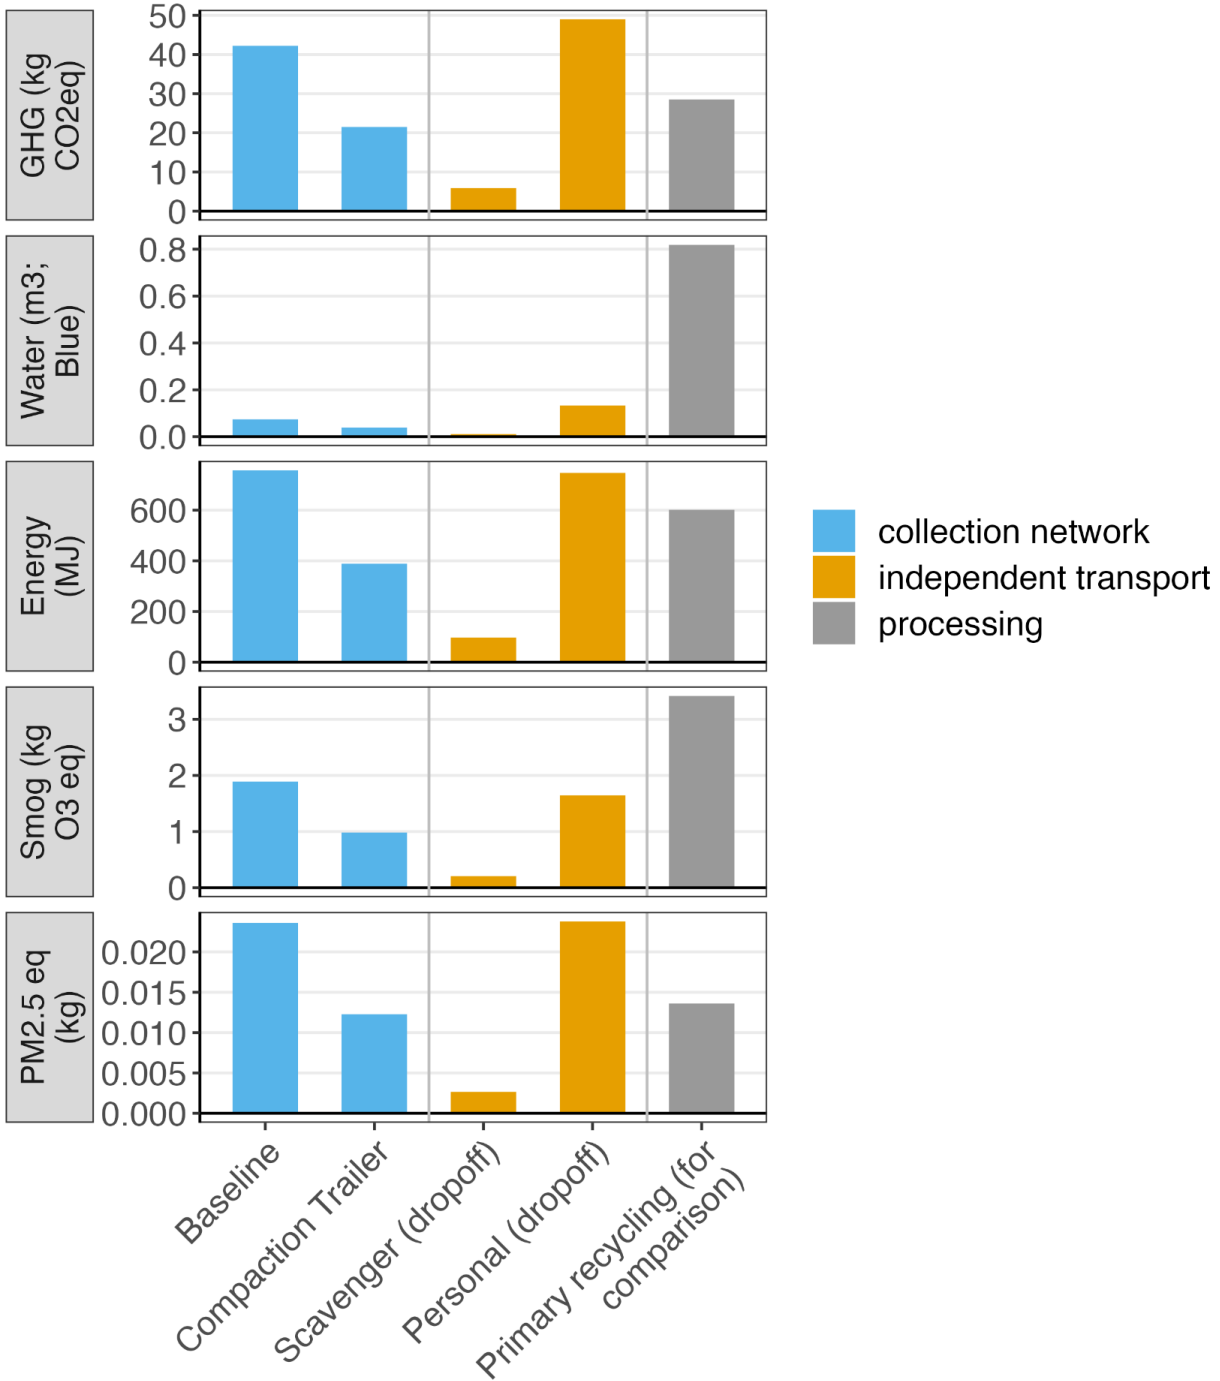 GHG (kg
CO2eq)
50
40
30
20
10
0
Water (m3;
Blue)
0.8
0.6
0.4
0.2
0.0
Energy
(MJ)
600
400
200
0
Smog (kg
O3 eq)
3
2
1
0
PM2.5 eq
(kg)
0.020
0.015
0.010
0.005
0.000
Baseline
Compaction Trailer
Scavenger (dropoff)
Personal (dropoff)
Primary recycling (for
comparison)
collection network
independent transport
processing